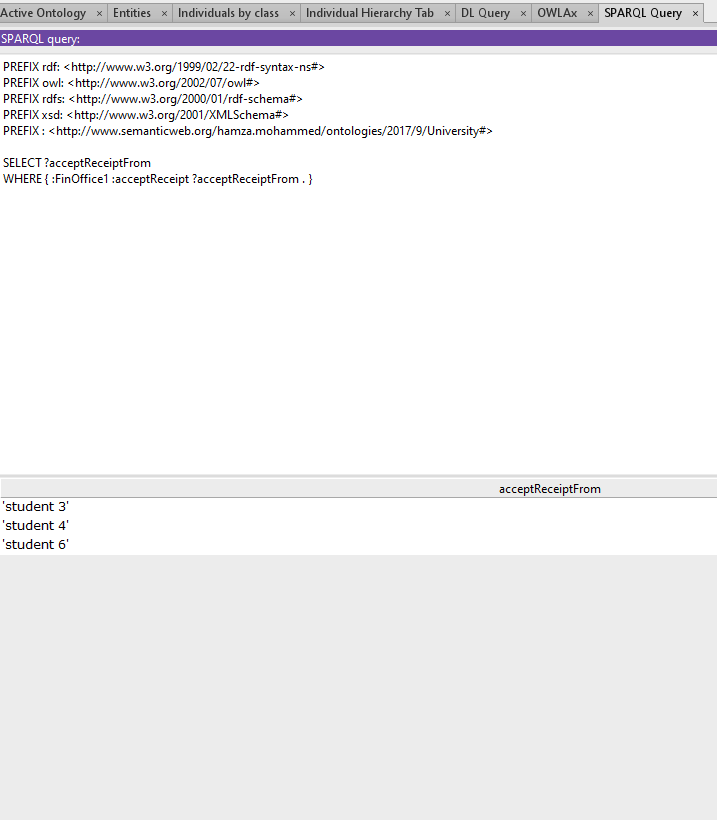 Active Ontology × Entities × Individuals by class × Individual Hierarchy Tab × DL Query × OWLAx × SPARQL Query ×
SPARQL query:
PREFIX rdf: <http://www.w3.org/1999/02/22-rdf-syntax-ns#>
PREFIX owl: <http://www.w3.org/2002/07/owl#>
PREFIX rdfs: <http://www.w3.org/2000/01/rdf-schema#>
PREFIX xsd: <http://www.w3.org/2001/XMLSchema#>
PREFIX : <http://www.semanticweb.org/hamza.mohammed/ontologies/2017/9/University#>
SELECT ?acceptReceiptFrom
WHERE { :FinOffice1 :acceptReceipt ?acceptReceiptFrom . }
acceptReceiptFrom
'student 3'
'student 4'
'student 6'